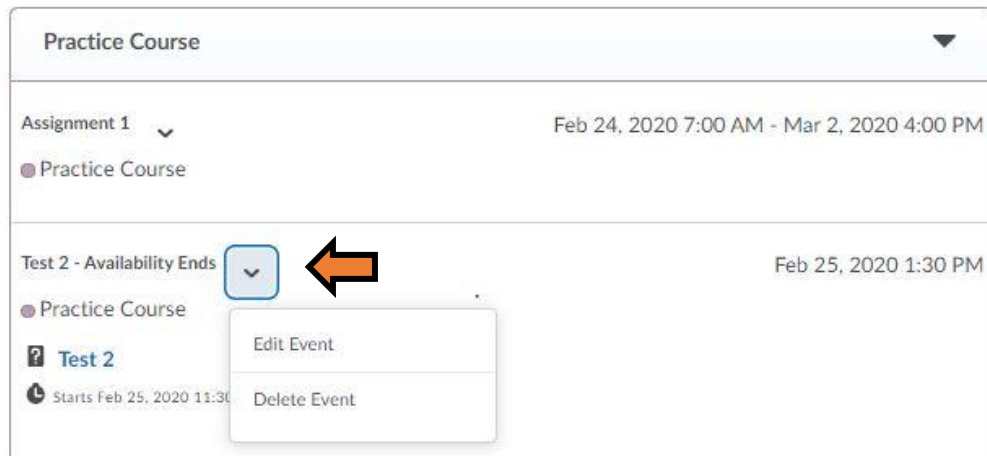 Practice Course
Assignment 1
Feb 24, 2020 7:00 AM - Mar 2, 2020 4:00 PM
Practice Course
Test 2 - Availability Ends
Feb 25, 2020 1:30 PM
Practice Course
Edit Event
Test 2
Starts Feb 25, 2020 11:30
Delete Event